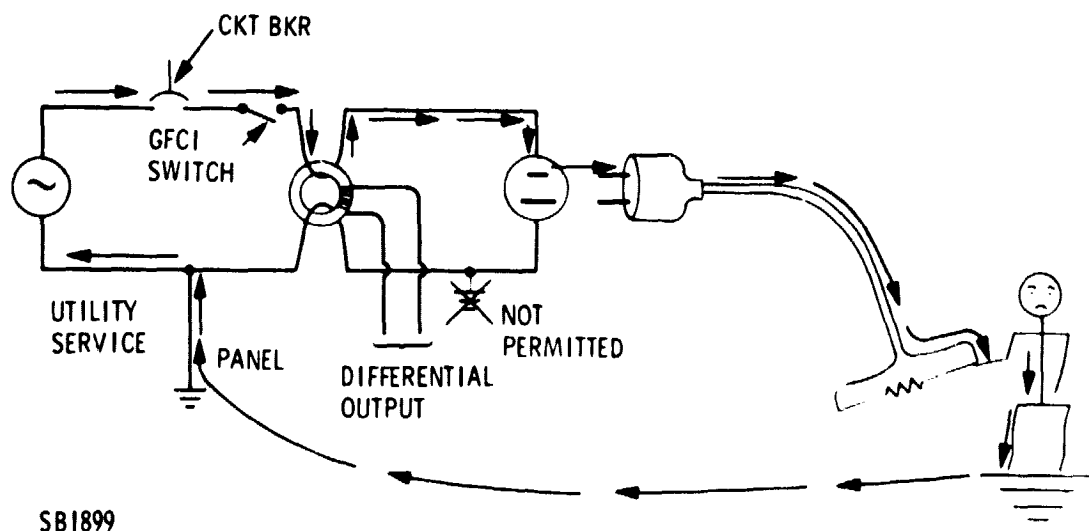 CKT BKR
GFCI
SWITCH
UTILITY
SERVICE
PANEL
DIFFERENTIAL
OUTPUT
NOT
PERMITTED
SB1899